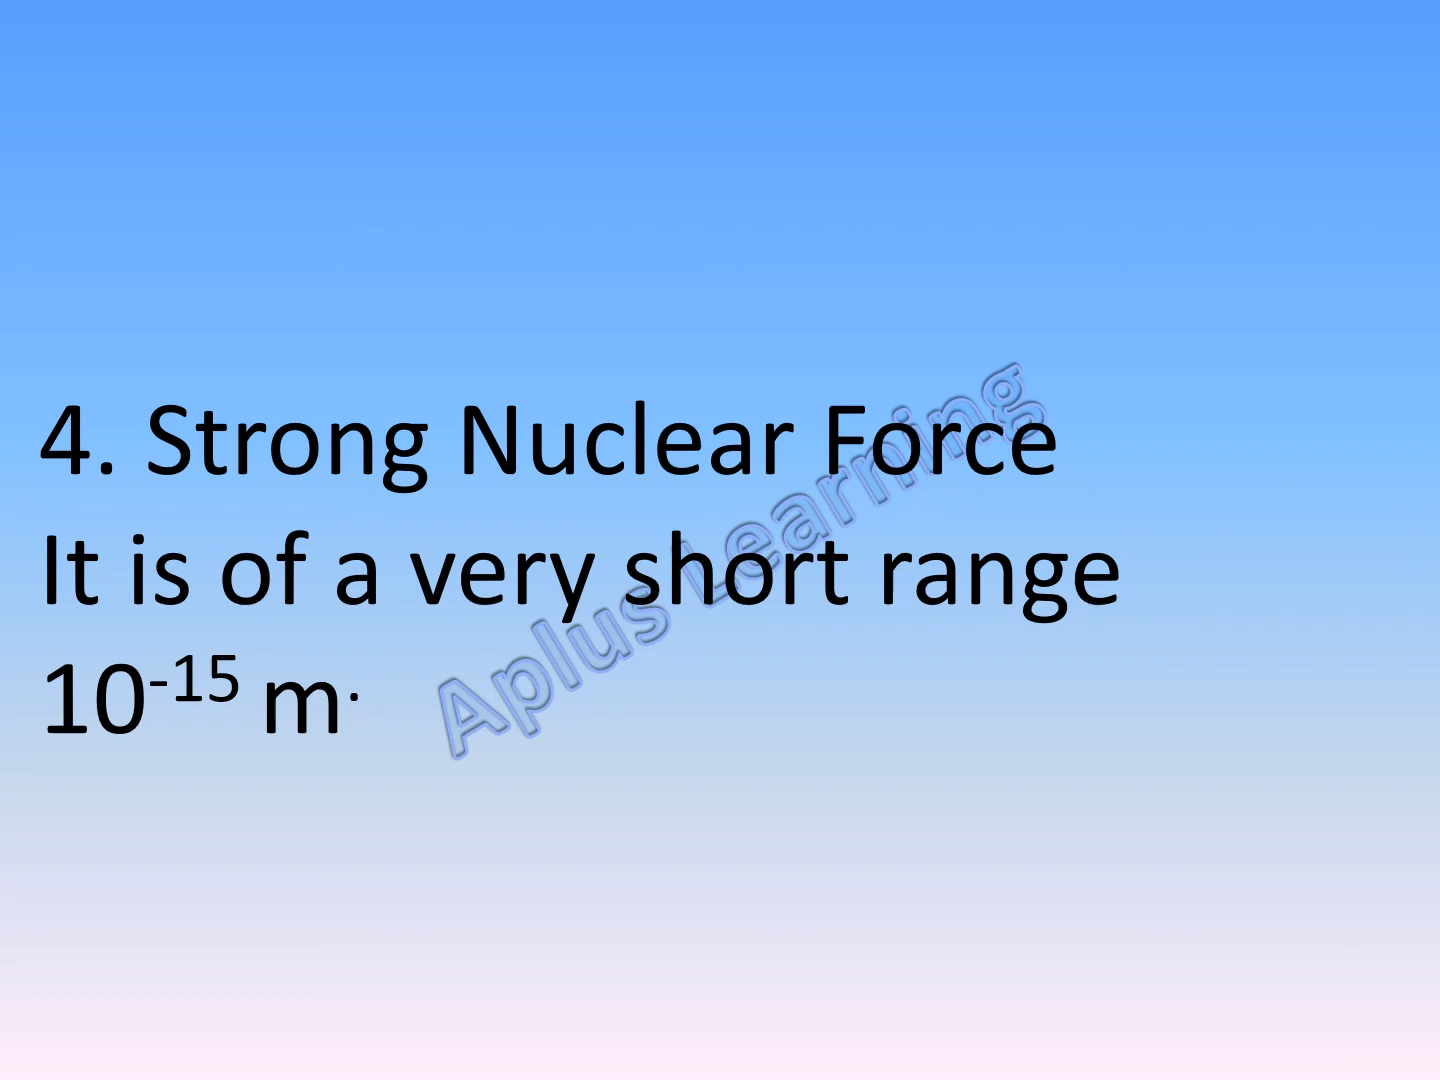 4. Strong Nuclear Force
It is of a very short range
10⁻¹⁵ m.
Aplus Learning